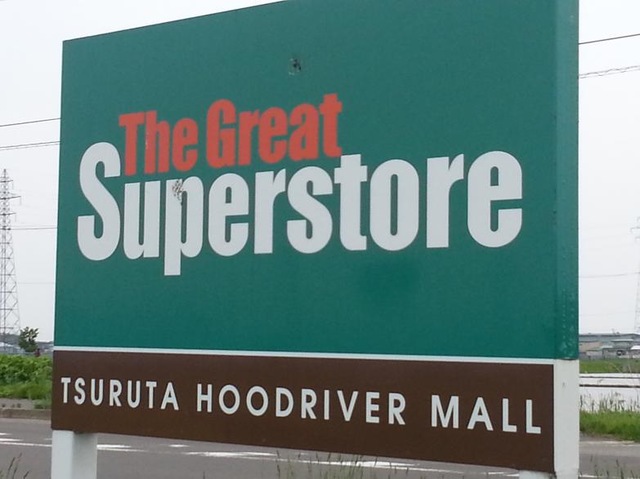 The Great
Superstore
TSURUTA HOODRIVER MALL